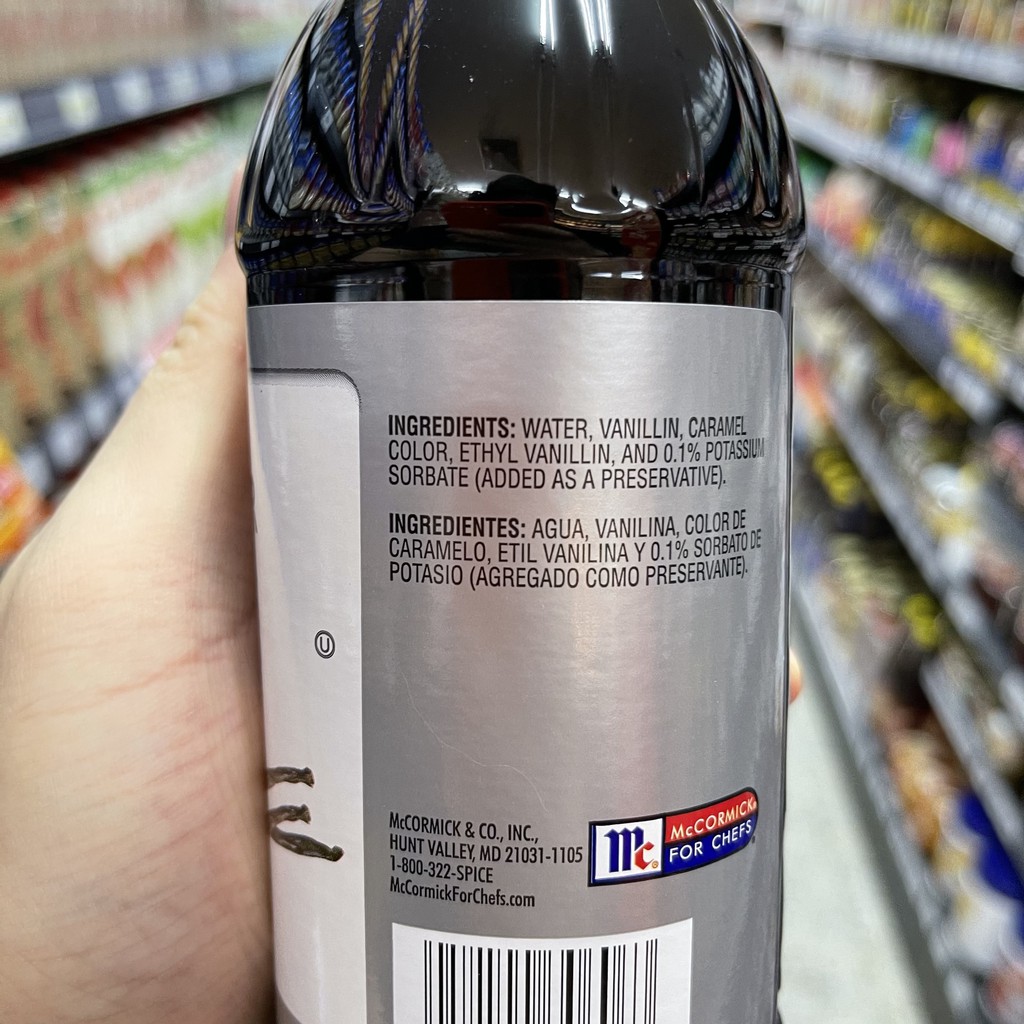 INGREDIENTS: WATER, VANILLIN, CARAMEL
COLOR, ETHYL VANILLIN, AND 0.1% POTASSIUM
SORBATE (ADDED AS A PRESERVATIVE).
INGREDIENTES: AGUA, VANILINA, COLOR DE
CARAMELO, ETIL VANILINA Y 0.1% SORBATO DE
POTASIO (AGREGADO COMO PRESERVANTE).
U
McCORMICK & CO., INC.,
HUNT VALLEY, MD 21031-1105
1-800-322-SPICE
McCormickForChefs.com
Mc®
McCORMICK®
FOR CHEFS®